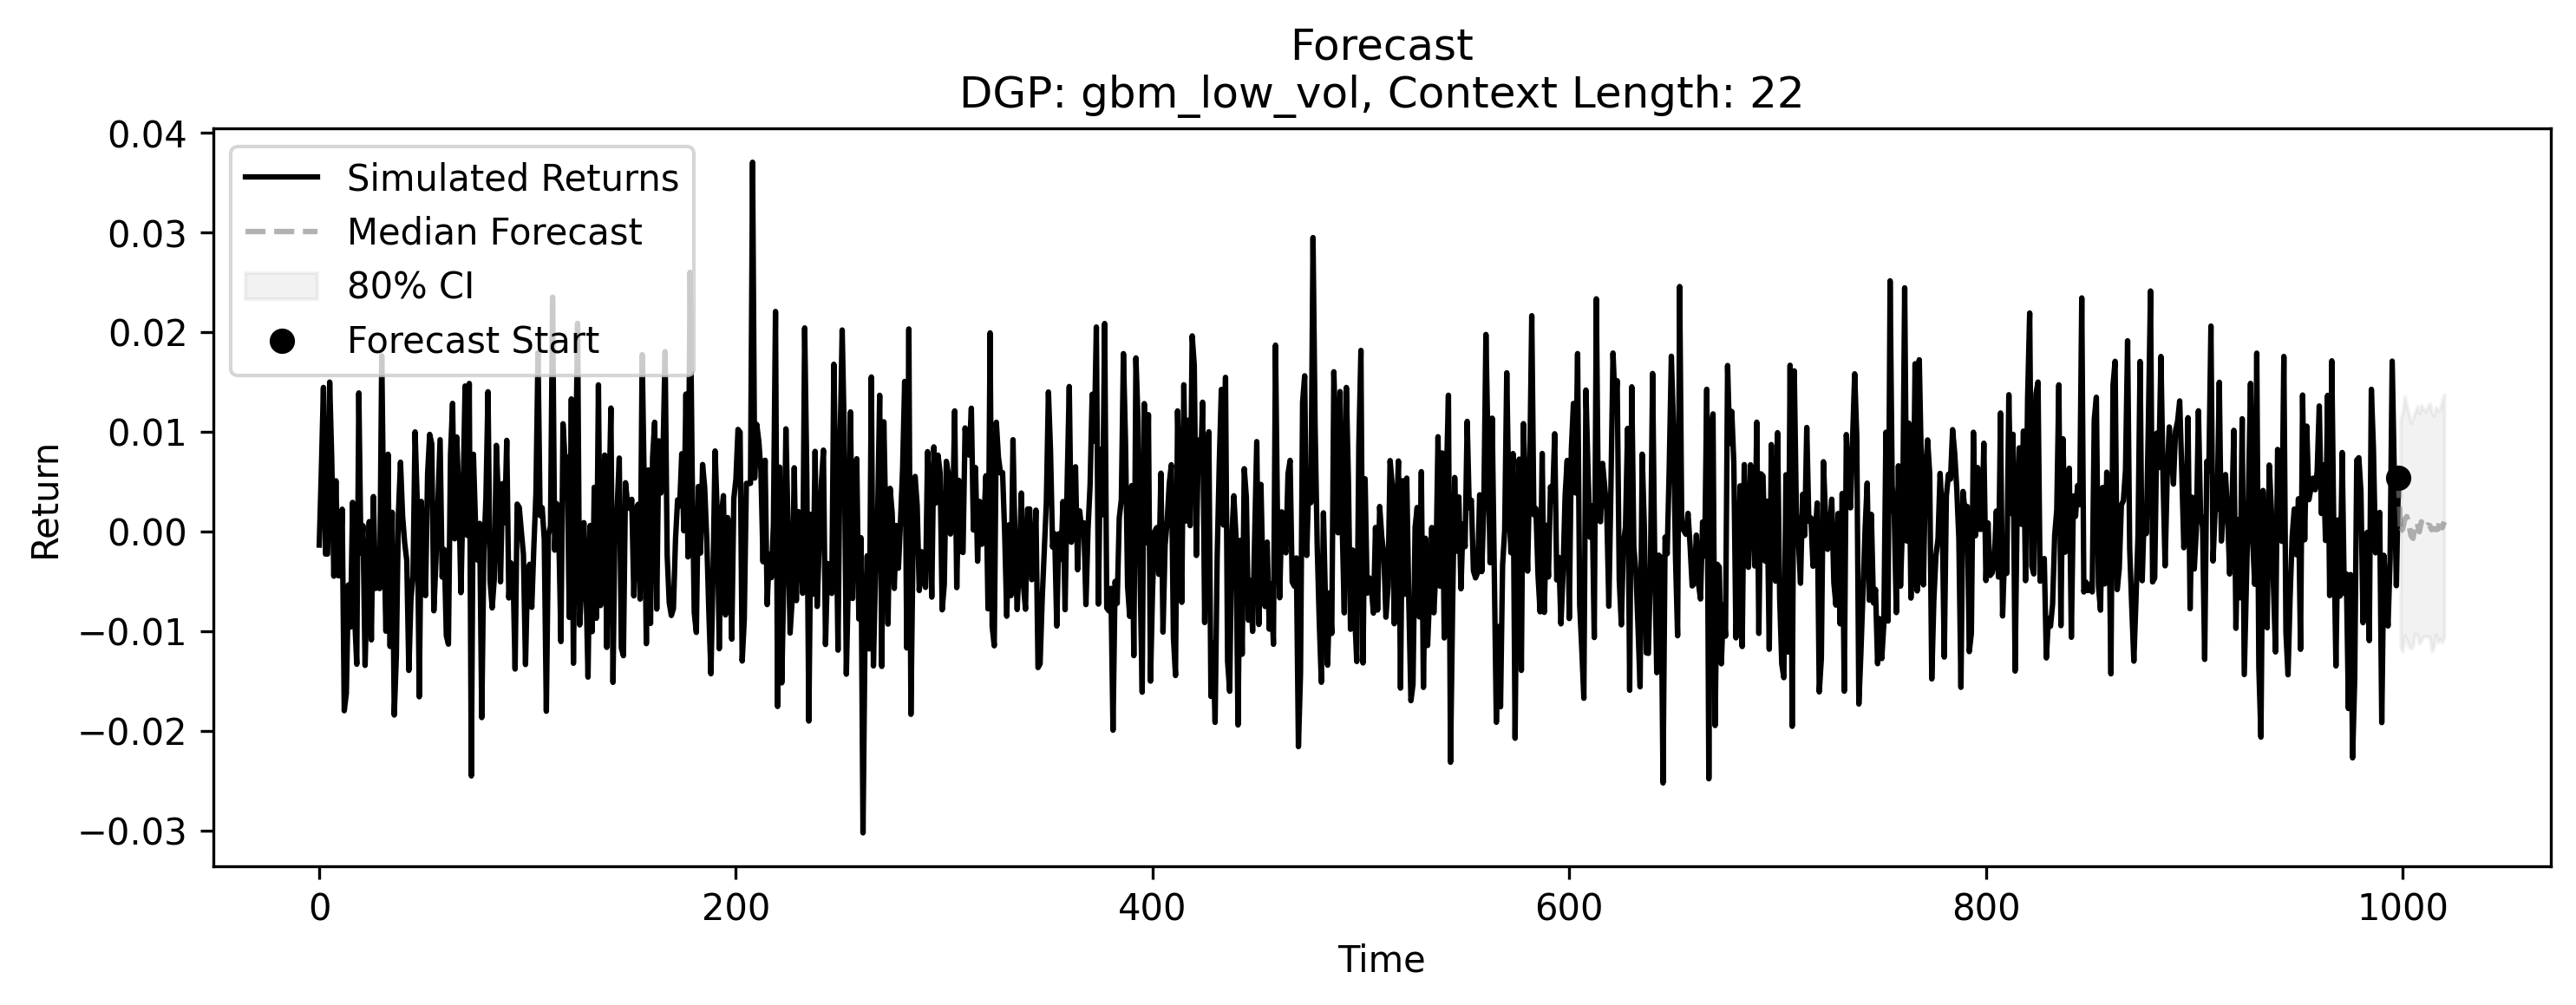 Forecast
DGP: gbm_low_vol, Context Length: 22
0.04
0.03
0.02
0.01
0.00
−0.01
−0.02
−0.03
Return
Simulated Returns
Median Forecast
80% CI
Forecast Start
0
200
400
600
800
1000
Time